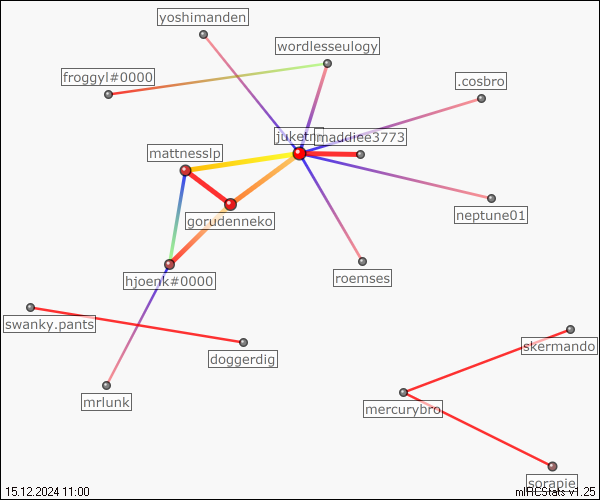 yoshimanden
wordlesseulogy
froggyl#0000
.cosbro
maddiee3773
mattnesslp
gorudenneko
neptune01
hjoenk#0000
roemses
swanky.pants
skermando
doggerdig
mrlunk
mercurybro
sorapie
15.12.2024 11:00
mIRCStats v1.25